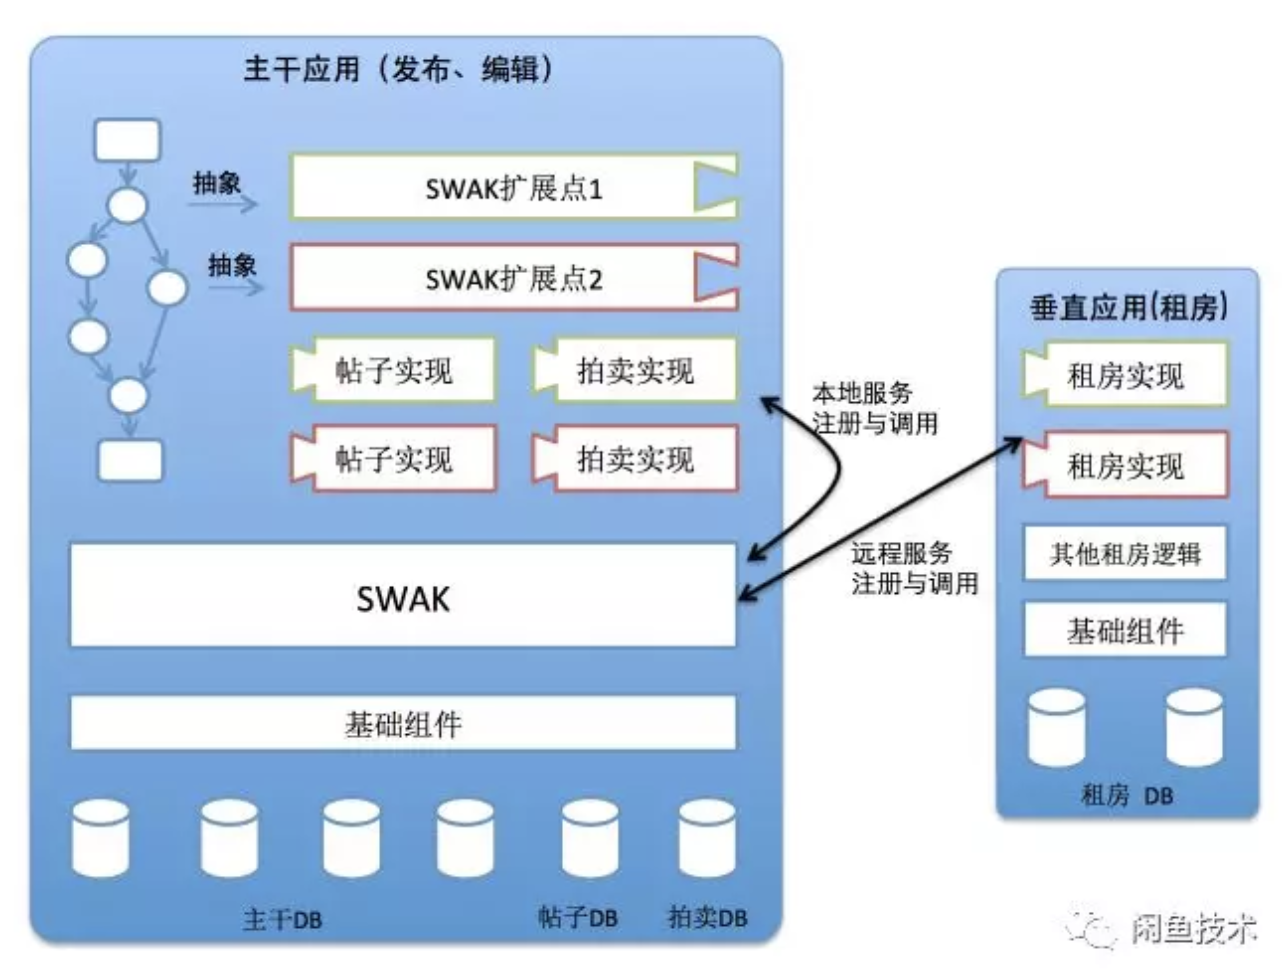 主干应用（发布、编辑）
抽象
SWAK扩展点1
抽象
SWAK扩展点2
帖子实现
拍卖实现
帖子实现
拍卖实现
SWAK
基础组件
主干DB
帖子DB
拍卖DB
本地服务
注册与调用
远程服务
注册与调用
垂直应用(租房)
租房实现
租房实现
其他租房逻辑
基础组件
租房 DB
闲鱼技术